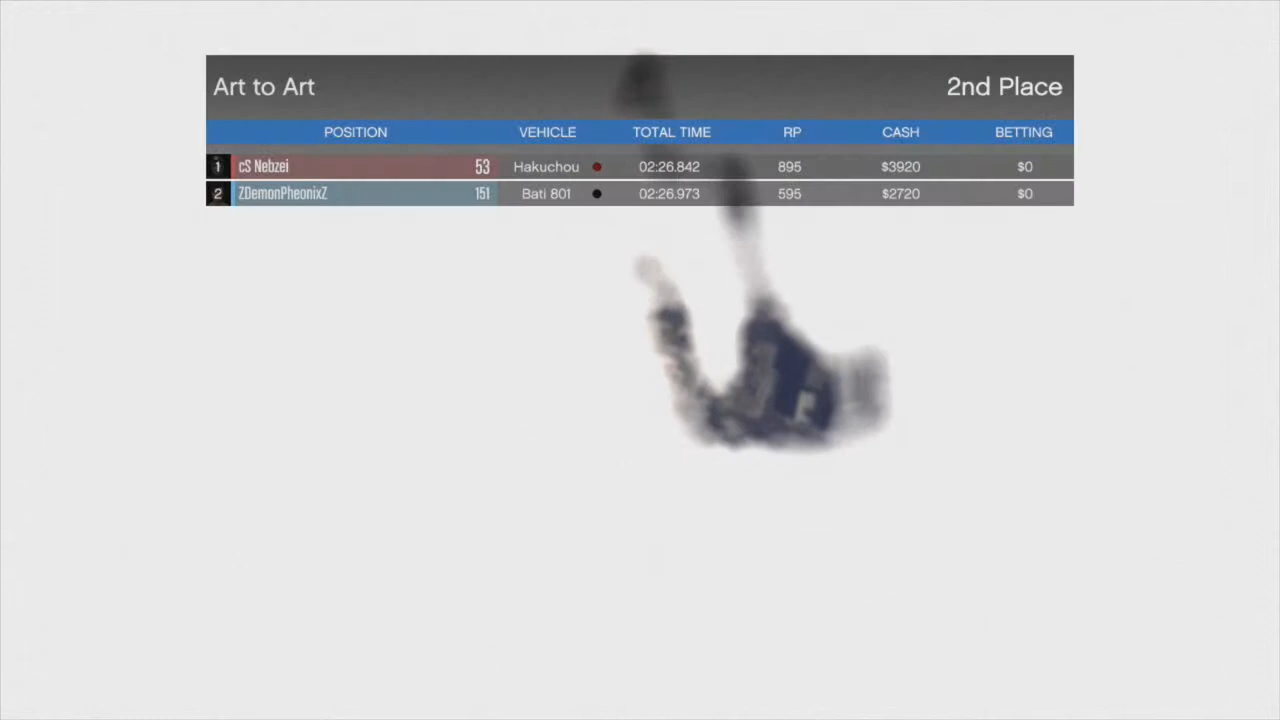 Art to Art 2nd Place
POSITION VEHICLE TOTAL TIME RP CASH BETTING
1 cS Nebzei 53 Hakuchou 02:26.842 895 $3920 $0
2 ZDemonPheonixZ 151 Bati 801 02:26.973 595 $2720 $0